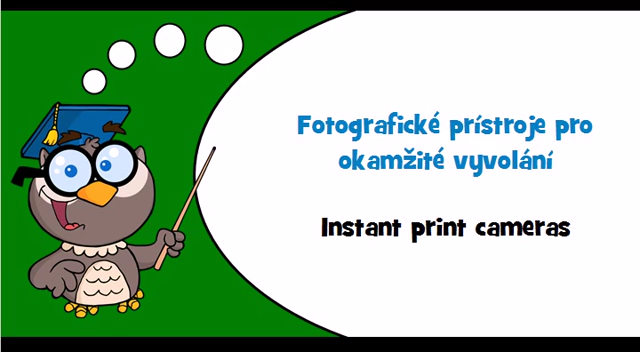 Fotografické prístroje pro
okamžité vyvolání
Instant print cameras